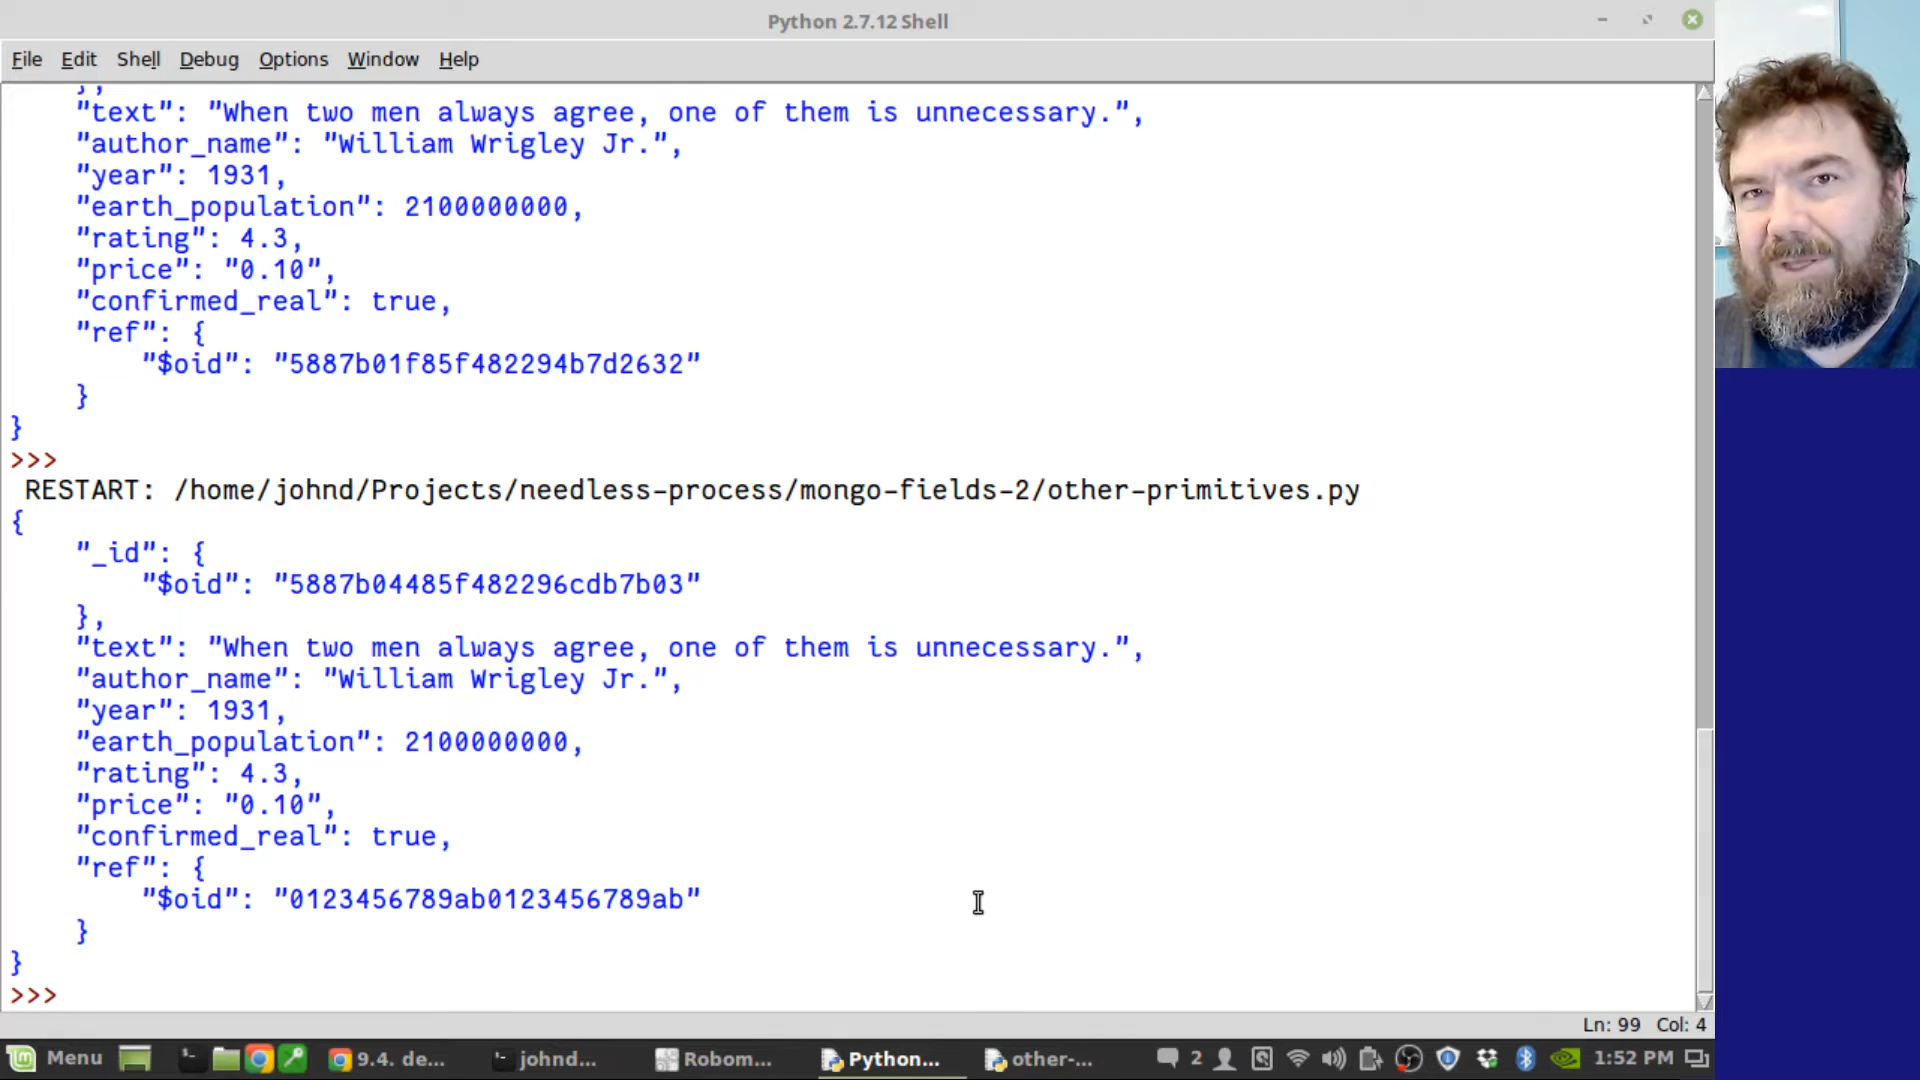 Python 2.7.12 Shell
File Edit Shell Debug Options Window Help
},
"text": "When two men always agree, one of them is unnecessary.",
"author_name": "William Wrigley Jr.",
"year": 1931,
"earth_population": 2100000000,
"rating": 4.3,
"price": "0.10",
"confirmed_real": true,
"ref": {
"$oid": "5887b01f85f482294b7d2632"
}
}
>>>
RESTART: /home/johnd/Projects/needless-process/mongo-fields-2/other-primitives.py
{
"_id": {
"$oid": "5887b04485f482296cdb7b03"
},
"text": "When two men always agree, one of them is unnecessary.",
"author_name": "William Wrigley Jr.",
"year": 1931,
"earth_population": 2100000000,
"rating": 4.3,
"price": "0.10",
"confirmed_real": true,
"ref": {
"$oid": "0123456789ab0123456789ab"
}
}
>>>
Ln: 99 Col: 4
Menu 9.4. de... johnd... Robom... Python... other-... 2 1:52 PM